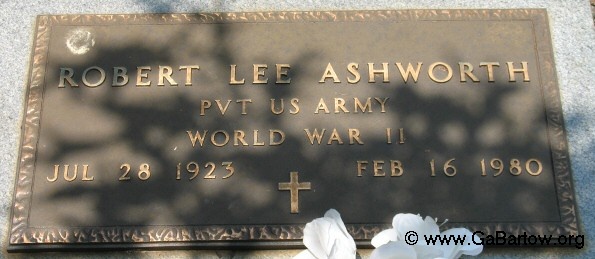 ROBERT LEE ASHWORTH
PVT US ARMY
WORLD WAR II
JUL 28 1923 FEB 16 1980
© www.GaBartow.org